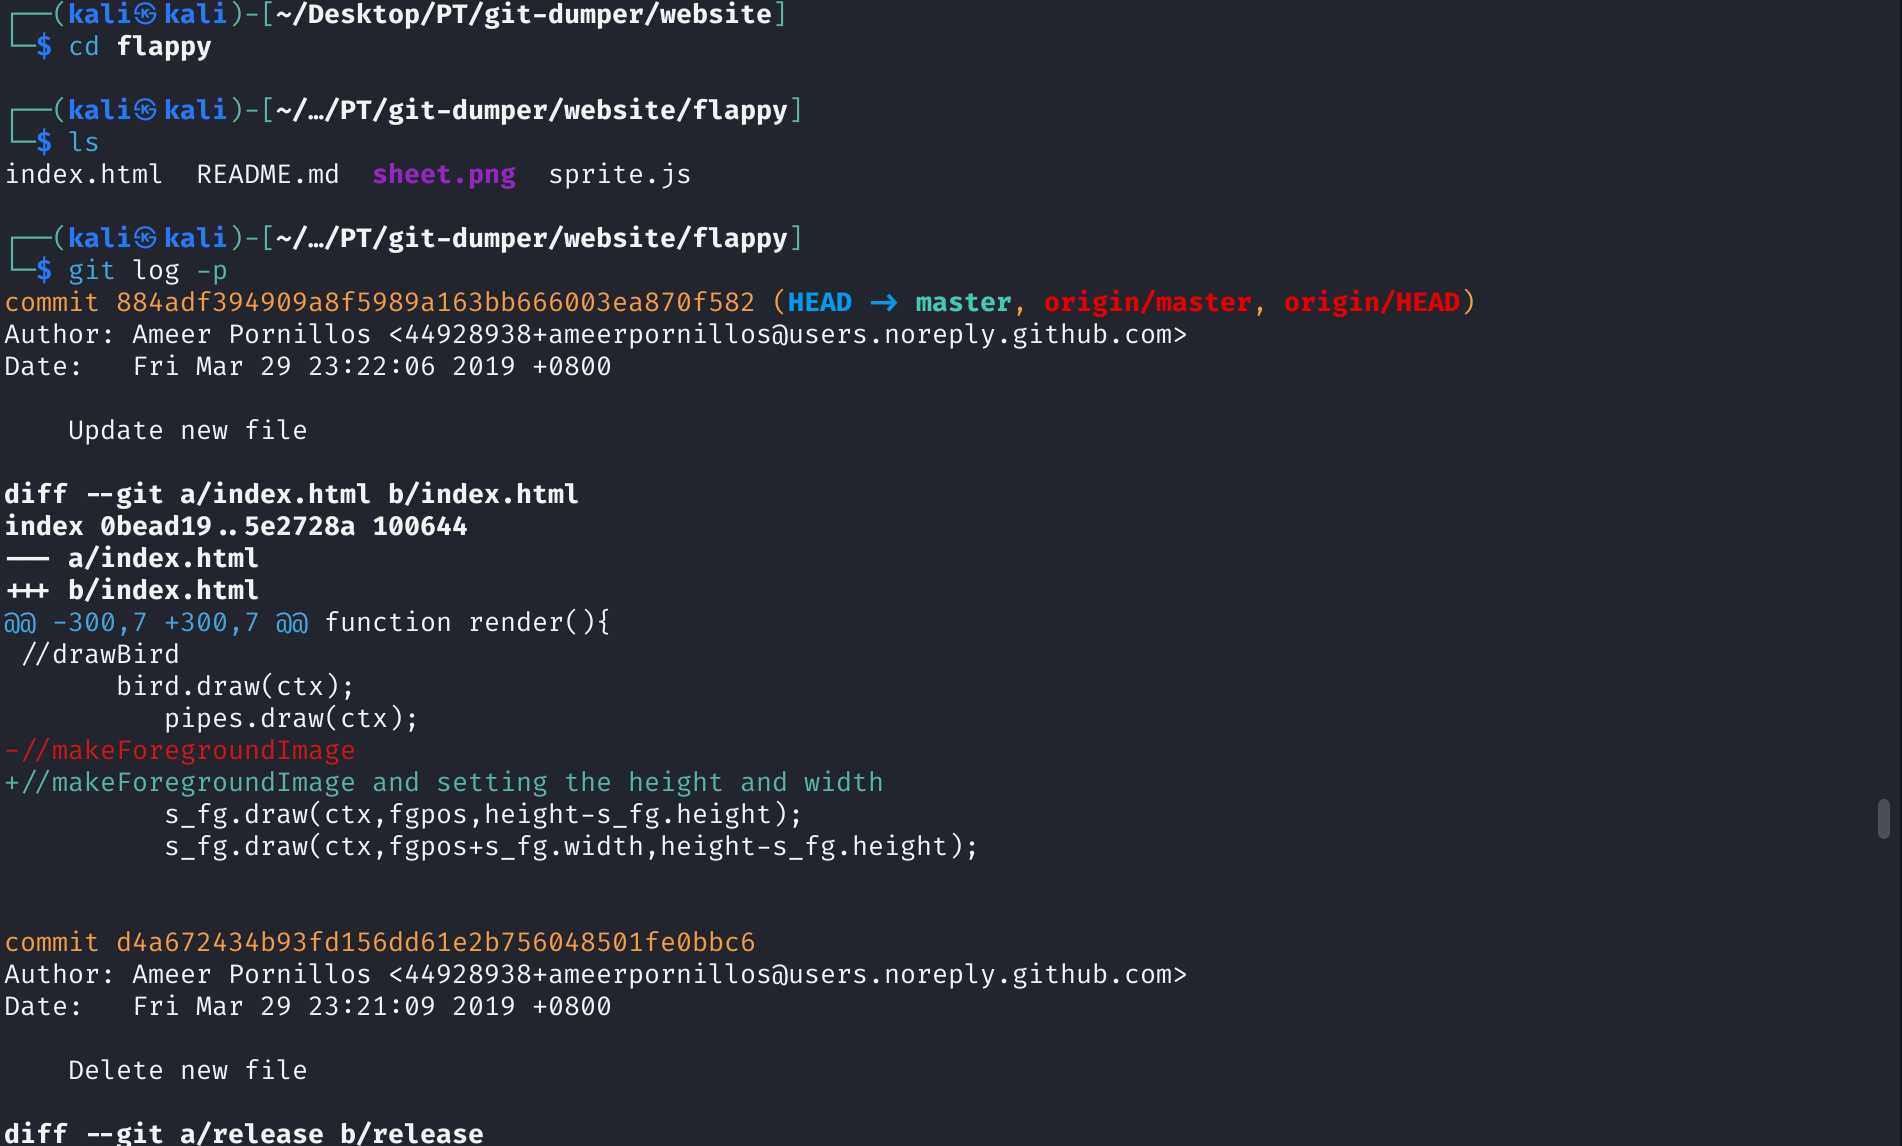 ┌──(kali㉿kali)-[~/Desktop/PT/git-dumper/website]
└─$ cd flappy
┌──(kali㉿kali)-[~/…/PT/git-dumper/website/flappy]
└─$ ls
index.html  README.md  sheet.png  sprite.js
┌──(kali㉿kali)-[~/…/PT/git-dumper/website/flappy]
└─$ git log -p
commit 884adf394909a8f5989a163bb666003ea870f582 (HEAD → master, origin/master, origin/HEAD)
Author: Ameer Pornillos <44928938+ameerpornillos@users.noreply.github.com>
Date:   Fri Mar 29 23:22:06 2019 +0800
    Update new file
diff --git a/index.html b/index.html
index 0bead19..5e2728a 100644
--- a/index.html
+++ b/index.html
@@ -300,7 +300,7 @@ function render(){
 //drawBird
       bird.draw(ctx);
          pipes.draw(ctx);
-//makeForegroundImage
+//makeForegroundImage and setting the height and width
          s_fg.draw(ctx,fgpos,height-s_fg.height);
          s_fg.draw(ctx,fgpos+s_fg.width,height-s_fg.height);
commit d4a672434b93fd156dd61e2b756048501fe0bbc6
Author: Ameer Pornillos <44928938+ameerpornillos@users.noreply.github.com>
Date:   Fri Mar 29 23:21:09 2019 +0800
    Delete new file
diff --git a/release b/release